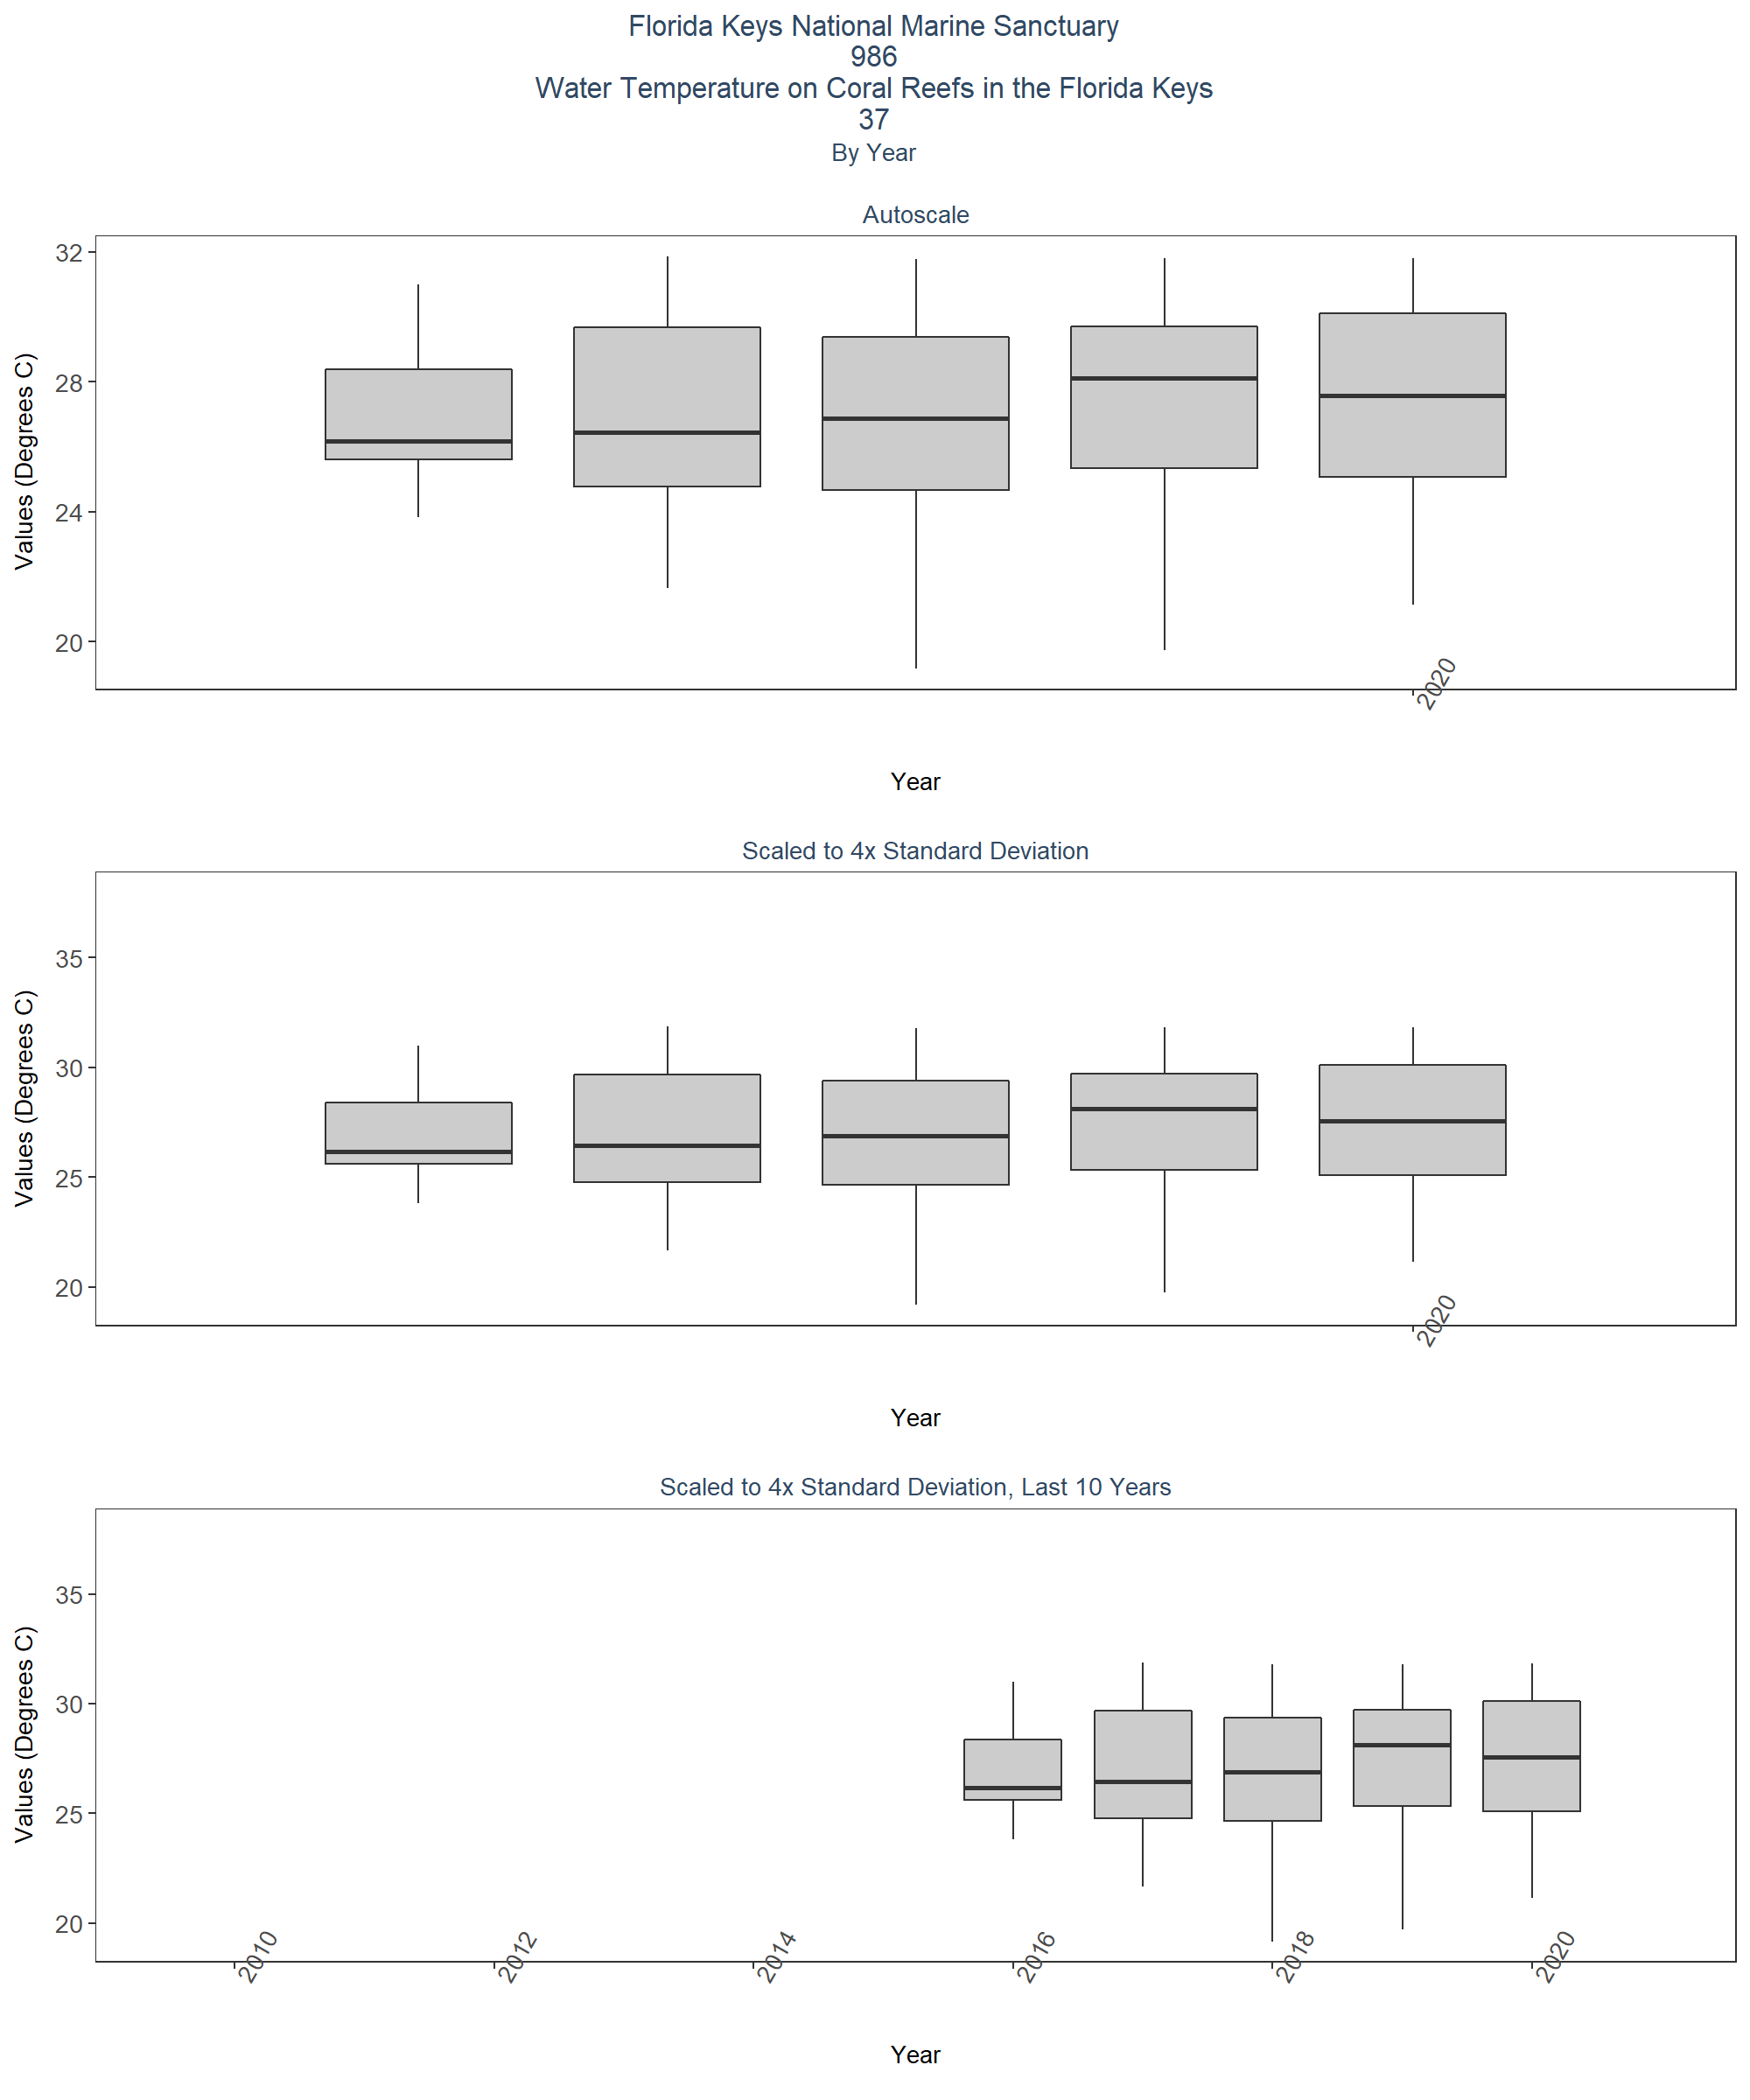 Florida Keys National Marine Sanctuary
986
Water Temperature on Coral Reefs in the Florida Keys
37
By Year
Autoscale
Values (Degrees C)
32
28
24
20
2020
Year
Scaled to 4x Standard Deviation
Values (Degrees C)
35
30
25
20
2020
Year
Scaled to 4x Standard Deviation, Last 10 Years
Values (Degrees C)
35
30
25
20
2010
2012
2014
2016
2018
2020
Year